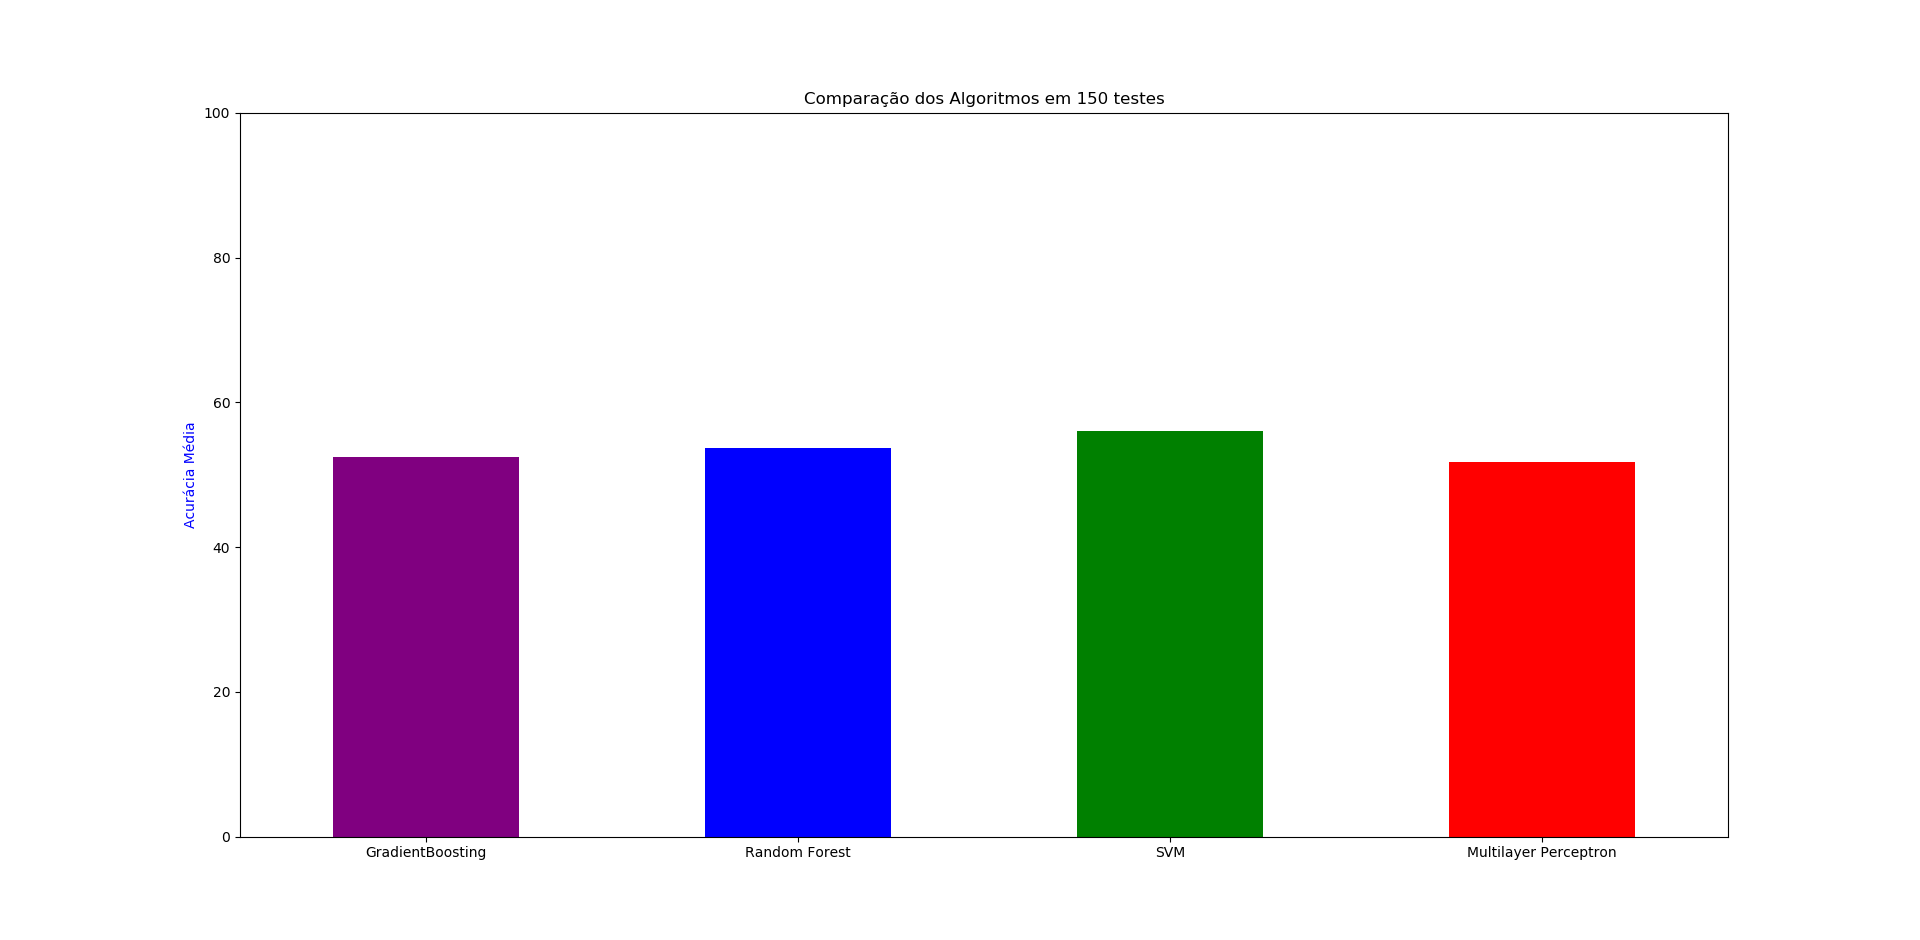 Comparação dos Algoritmos em 150 testes
100
80
60
40
20
0
Acurácia Média
GradientBoosting
Random Forest
SVM
Multilayer Perceptron